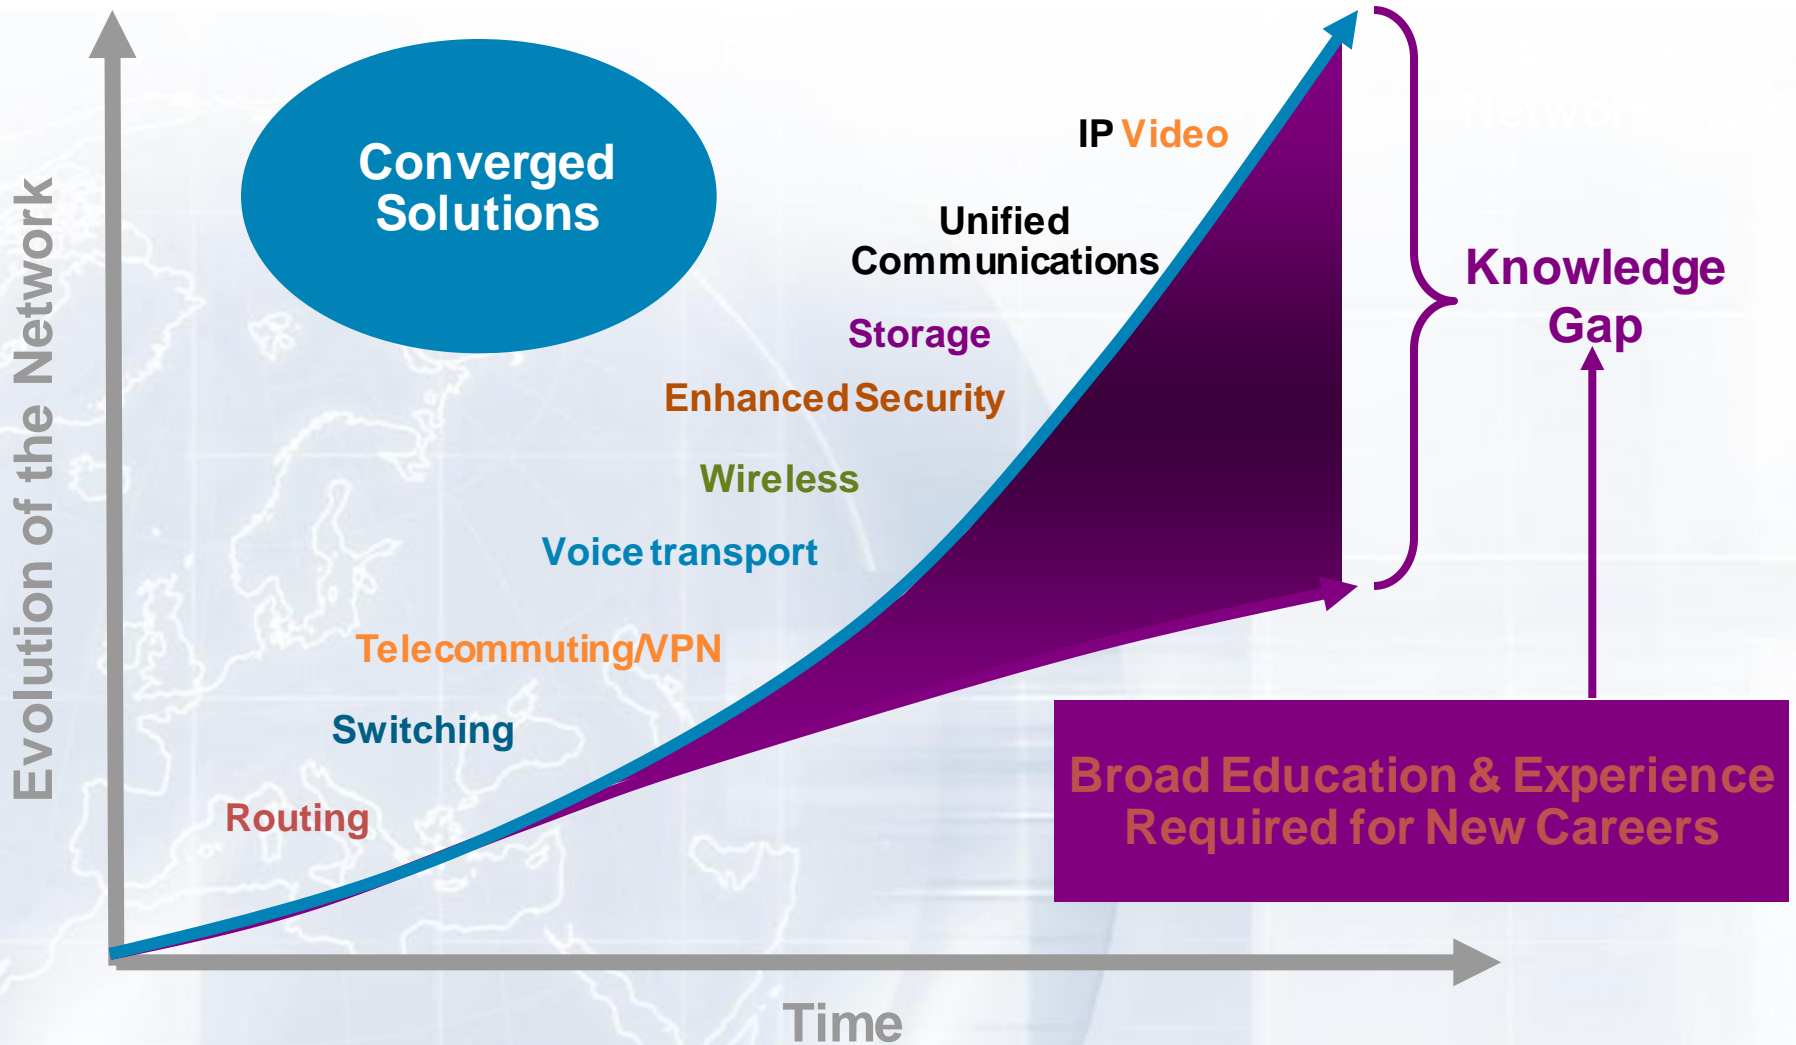 Evolution of the Network
Converged
Solutions
IP Video
Unified
Communications
Storage
Enhanced Security
Wireless
Voice transport
Telecommuting/VPN
Switching
Routing
Knowledge
Gap
Broad Education & Experience
Required for New Careers
Time